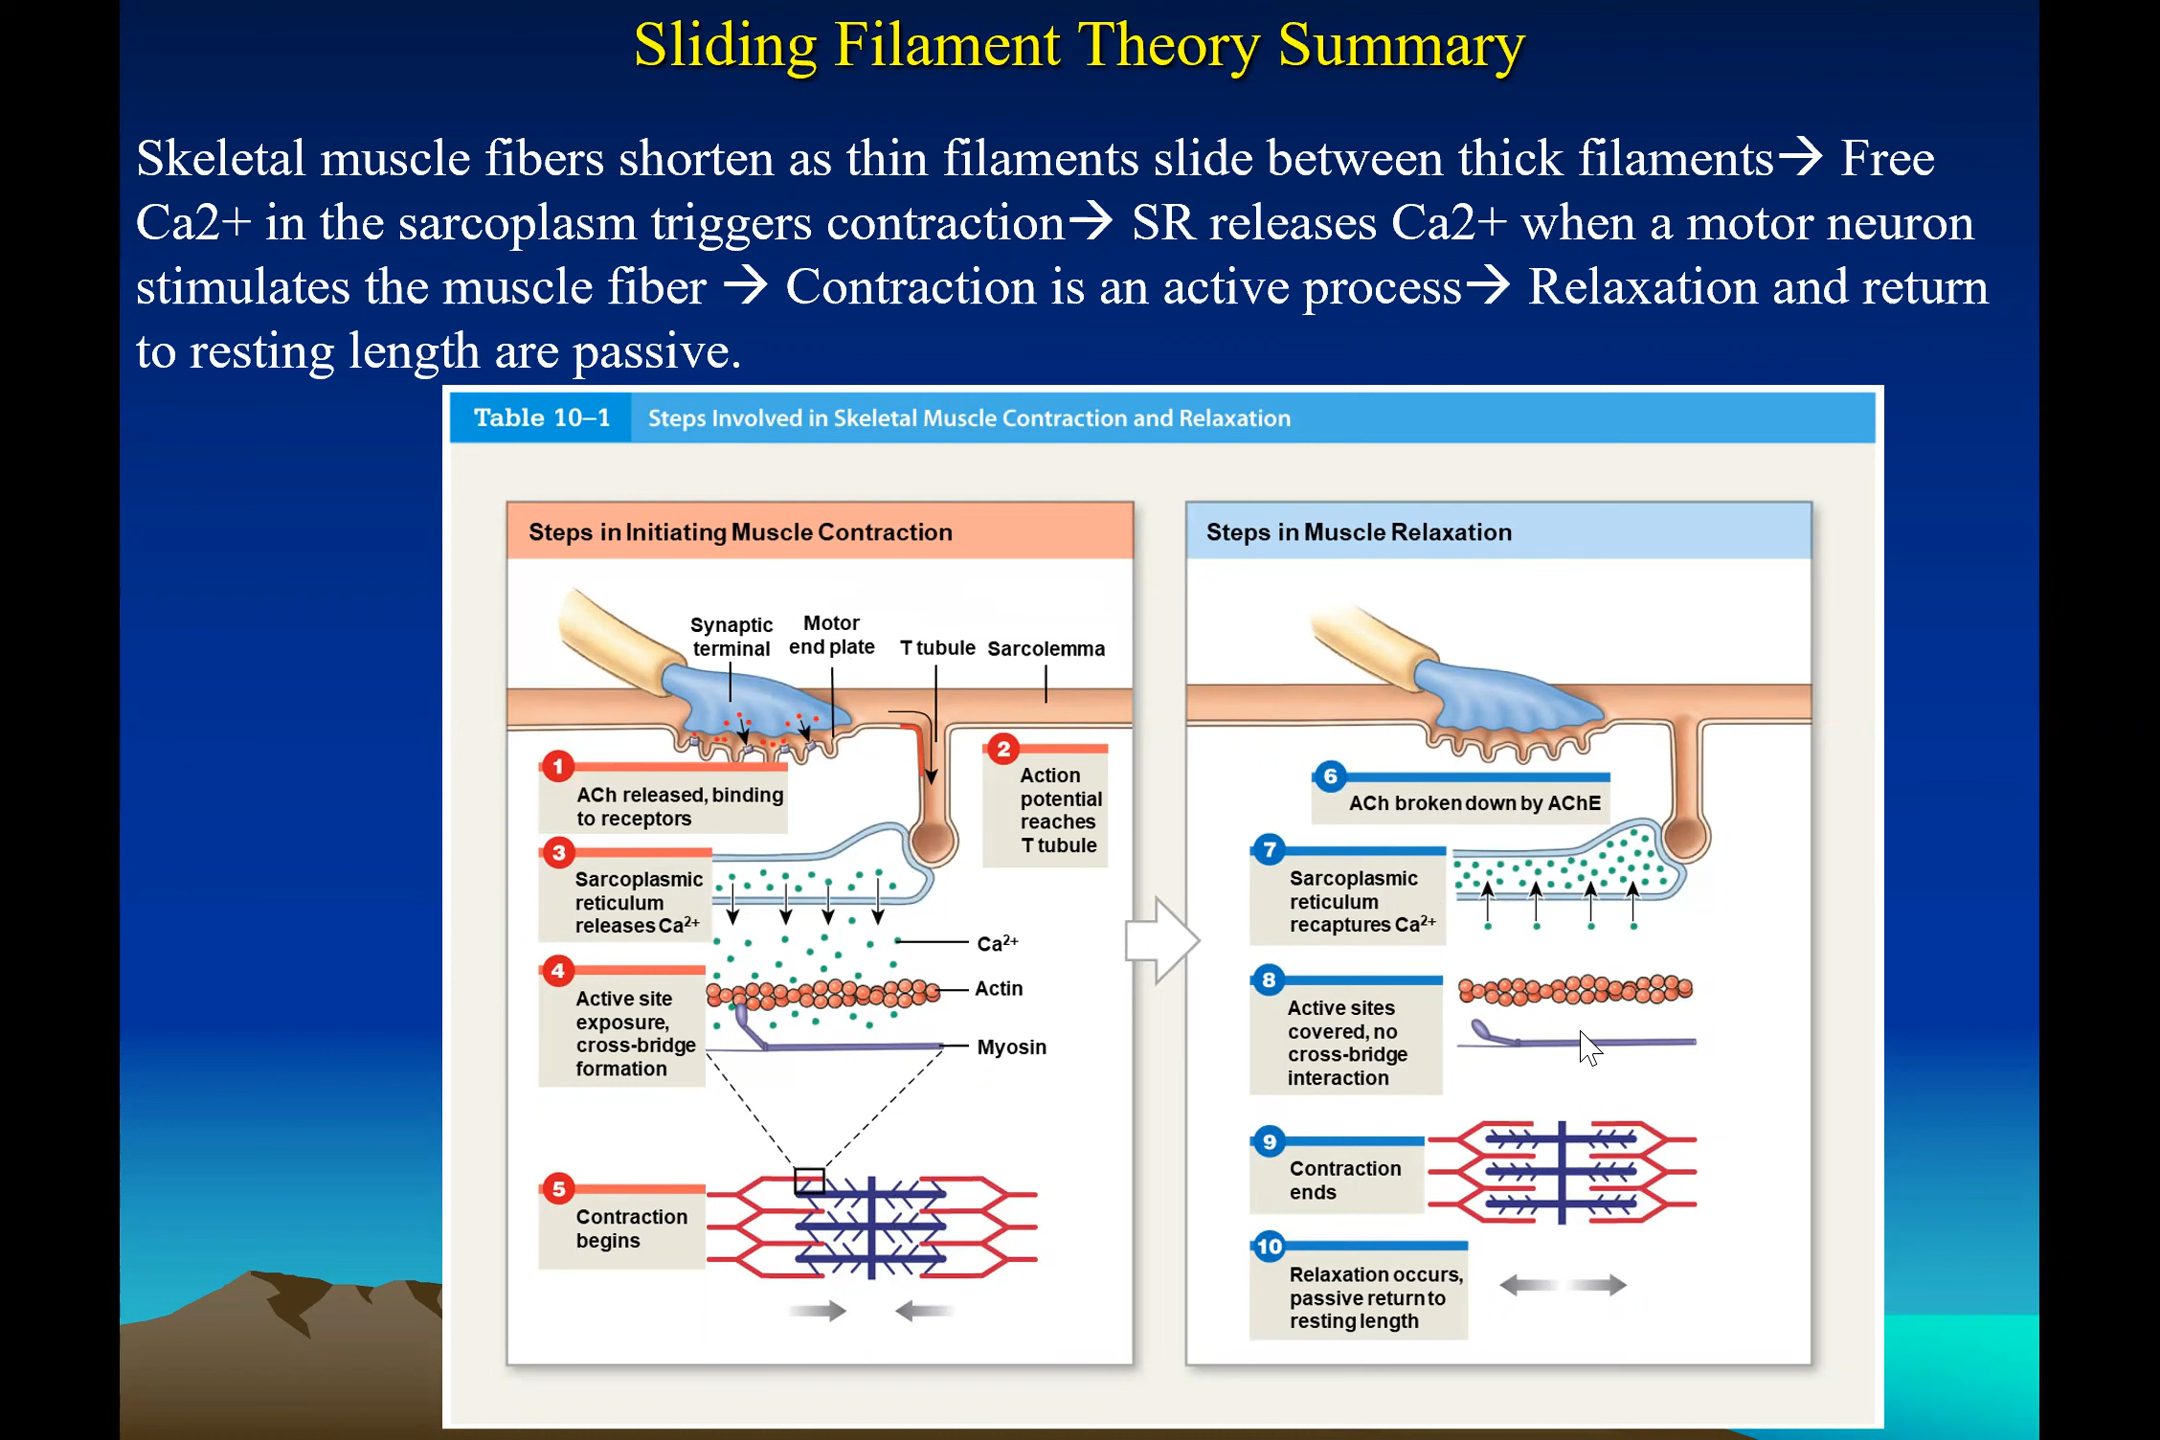 Sliding Filament Theory Summary
Skeletal muscle fibers shorten as thin filaments slide between thick filaments→ Free
Ca2+ in the sarcoplasm triggers contraction→ SR releases Ca2+ when a motor neuron
stimulates the muscle fiber → Contraction is an active process→ Relaxation and return
to resting length are passive.
Table 10–1 Steps Involved in Skeletal Muscle Contraction and Relaxation
Steps in Initiating Muscle Contraction
Synaptic
terminal
Motor
end plate
T tubule
Sarcolemma
1
ACh released, binding
to receptors
2
Action
potential
reaches
T tubule
3
Sarcoplasmic
reticulum
releases Ca²⁺
Ca²⁺
4
Active site
exposure,
cross-bridge
formation
Actin
Myosin
5
Contraction
begins
Steps in Muscle Relaxation
6
ACh broken down by AChE
7
Sarcoplasmic
reticulum
recaptures Ca²⁺
8
Active sites
covered, no
cross-bridge
interaction
9
Contraction
ends
10
Relaxation occurs,
passive return to
resting length